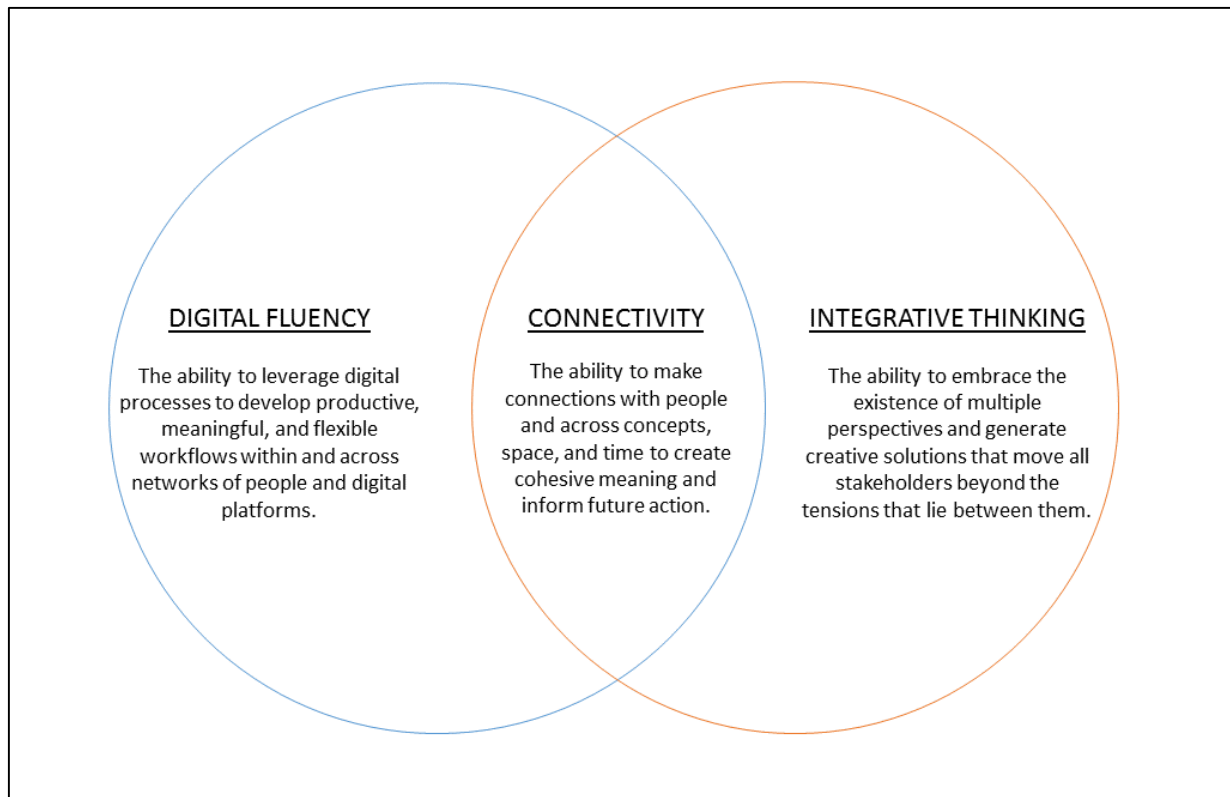 DIGITAL FLUENCY
The ability to leverage digital
processes to develop productive,
meaningful, and flexible
workflows within and across
networks of people and digital
platforms.
CONNECTIVITY
The ability to make
connections with people
and across concepts,
space, and time to create
cohesive meaning and
inform future action.
INTEGRATIVE THINKING
The ability to embrace the
existence of multiple
perspectives and generate
creative solutions that move all
stakeholders beyond the
tensions that lie between them.